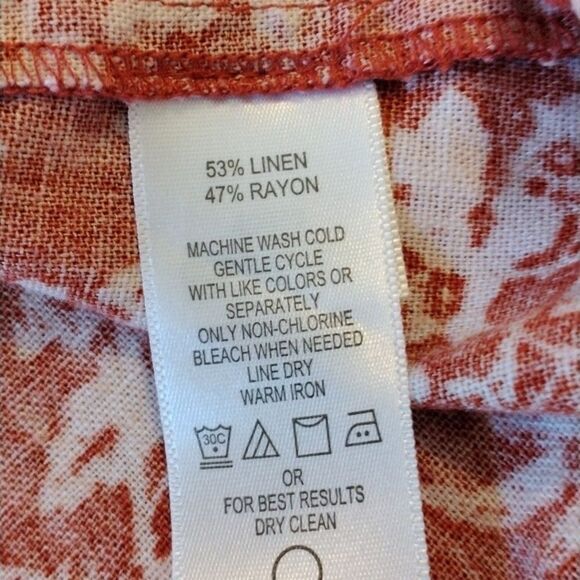 53% LINEN
47% RAYON
MACHINE WASH COLD
GENTLE CYCLE
WITH LIKE COLORS OR
SEPARATELY
ONLY NON-CHLORINE
BLEACH WHEN NEEDED
LINE DRY
WARM IRON
30C
OR
FOR BEST RESULTS
DRY CLEAN